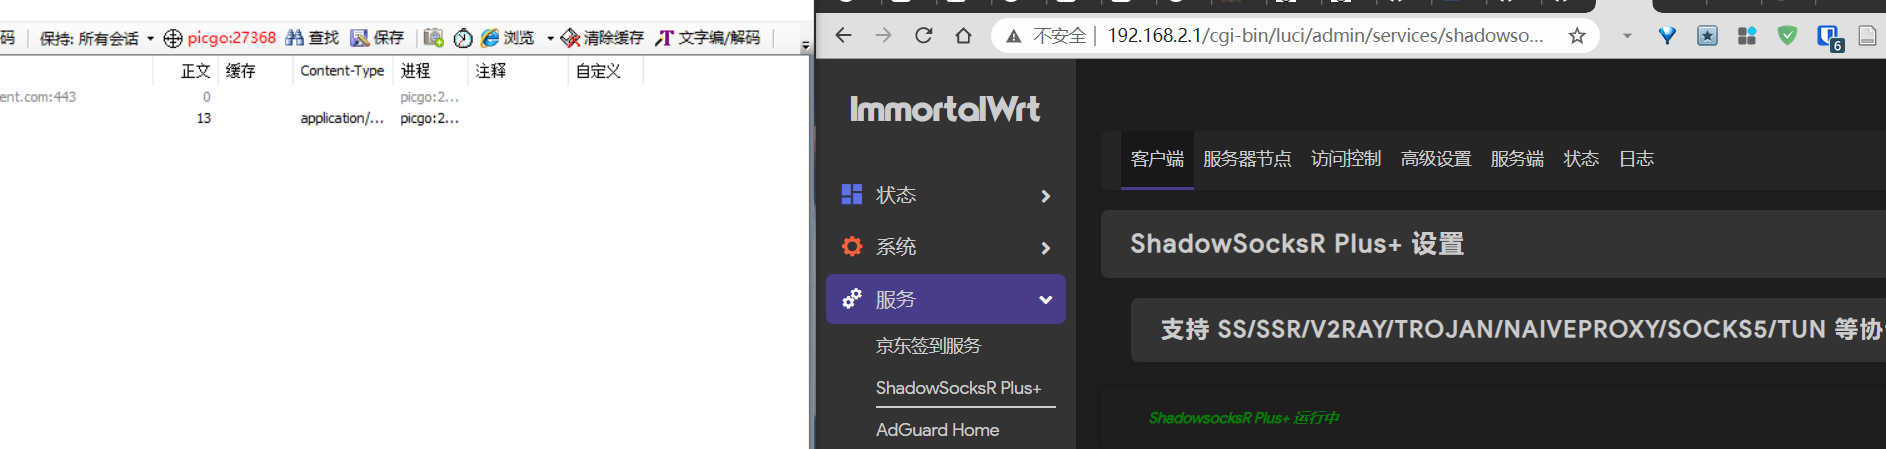 码 保持: 所有会话 picgo:27368 查找 保存 浏览 清除缓存 文字编/解码
正文 缓存 Content-Type 进程 注释 自定义
ent.com:443 0 picgo:2...
13 application/... picgo:2...
不安全 | 192.168.2.1/cgi-bin/luci/admin/services/shadowso...
6
ImmortalWrt
状态
系统
服务
京东签到服务
ShadowSocksR Plus+
AdGuard Home
客户端 服务器节点 访问控制 高级设置 服务端 状态 日志
ShadowSocksR Plus+ 设置
支持 SS/SSR/V2RAY/TROJAN/NAIVEPROXY/SOCKS5/TUN 等协
ShadowsocksR Plus+ 运行中